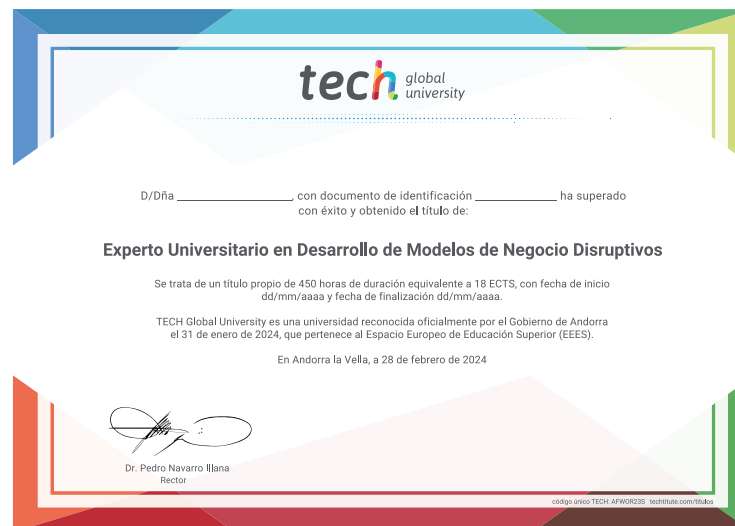 tech global
university
D/Dña ______________, con documento de identificación __________ ha superado
con éxito y obtenido el título de:
Experto Universitario en Desarrollo de Modelos de Negocio Disruptivos
Se trata de un título propio de 450 horas de duración equivalente a 18 ECTS, con fecha de inicio
dd/mm/aaaa y fecha de finalización dd/mm/aaaa.
TECH Global University es una universidad reconocida oficialmente por el Gobierno de Andorra
el 31 de enero de 2024, que pertenece al Espacio Europeo de Educación Superior (EEES).
En Andorra la Vella, a 28 de febrero de 2024
Dr. Pedro Navarro Illana
Rector
código único TECH: AFWOR23S techtitute.com/titulos